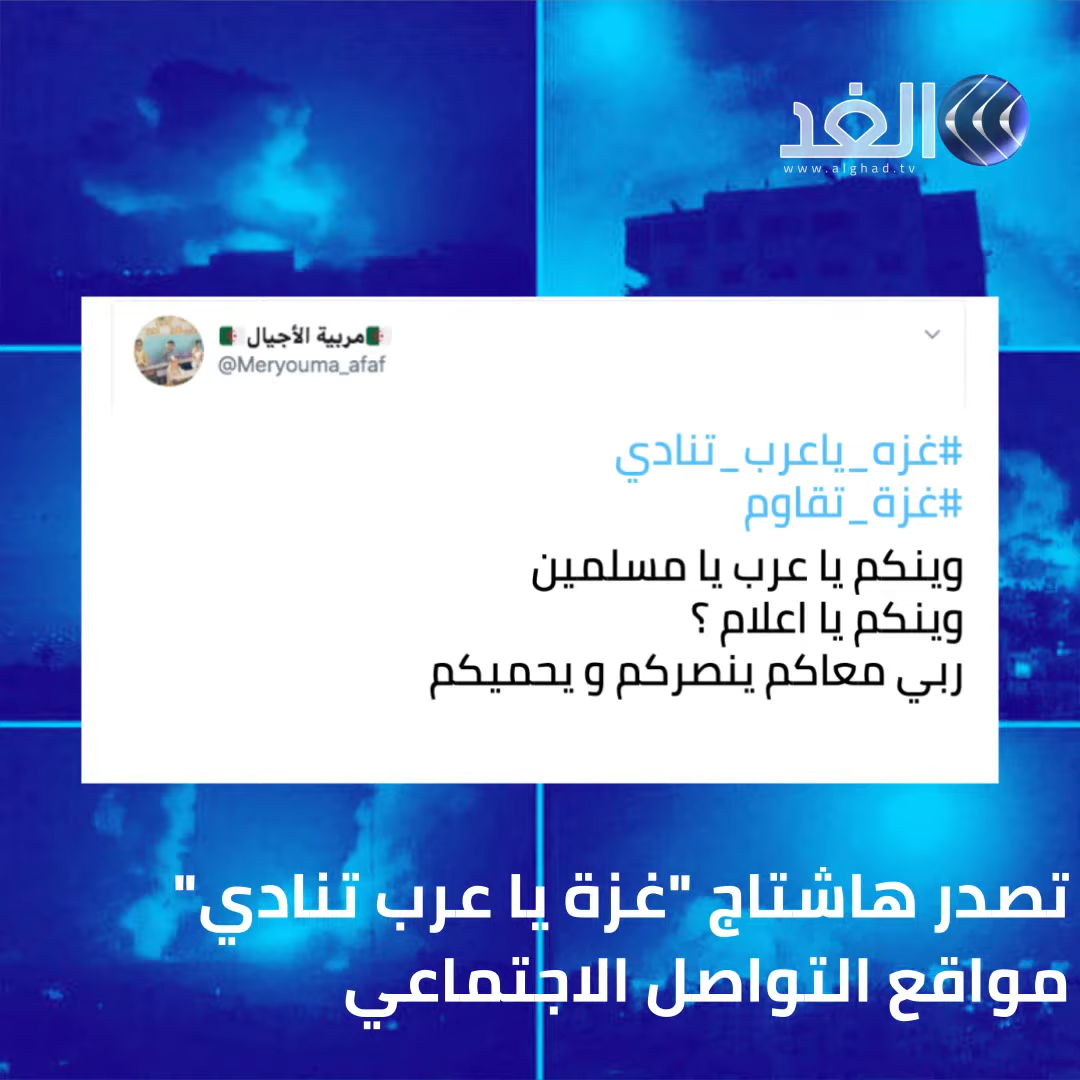 الغد
www.alghad.tv
🇩🇿مربية الأجيال🇩🇿
@Meryouma_afaf
#غزه_ياعرب_تنادي
#غزة_تقاوم
وينكم يا عرب يا مسلمين
وينكم يا اعلام ؟
ربي معاكم ينصركم و يحميكم
تصدر هاشتاج "غزة يا عرب تنادي"
مواقع التواصل الاجتماعي